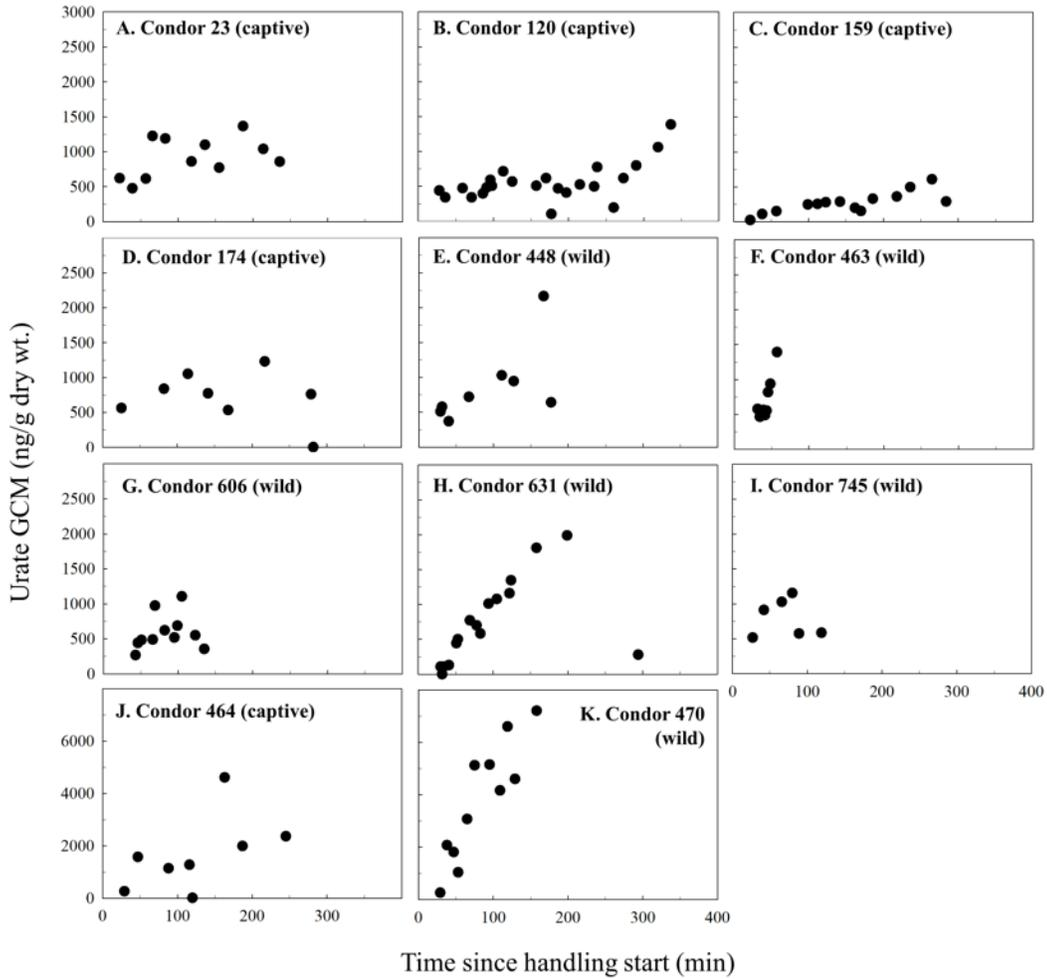 A. Condor 23 (captive)
B. Condor 120 (captive)
C. Condor 159 (captive)
3000
2500
2000
1500
1000
500
0
D. Condor 174 (captive)
E. Condor 448 (wild)
F. Condor 463 (wild)
2500
2000
1500
1000
500
0
G. Condor 606 (wild)
H. Condor 631 (wild)
I. Condor 745 (wild)
2500
2000
1500
1000
500
0
0 100 200 300 400
J. Condor 464 (captive)
K. Condor 470
(wild)
6000
4000
2000
0
0 100 200 300
0 100 200 300 400
Urate GCM (ng/g dry wt.)
Time since handling start (min)